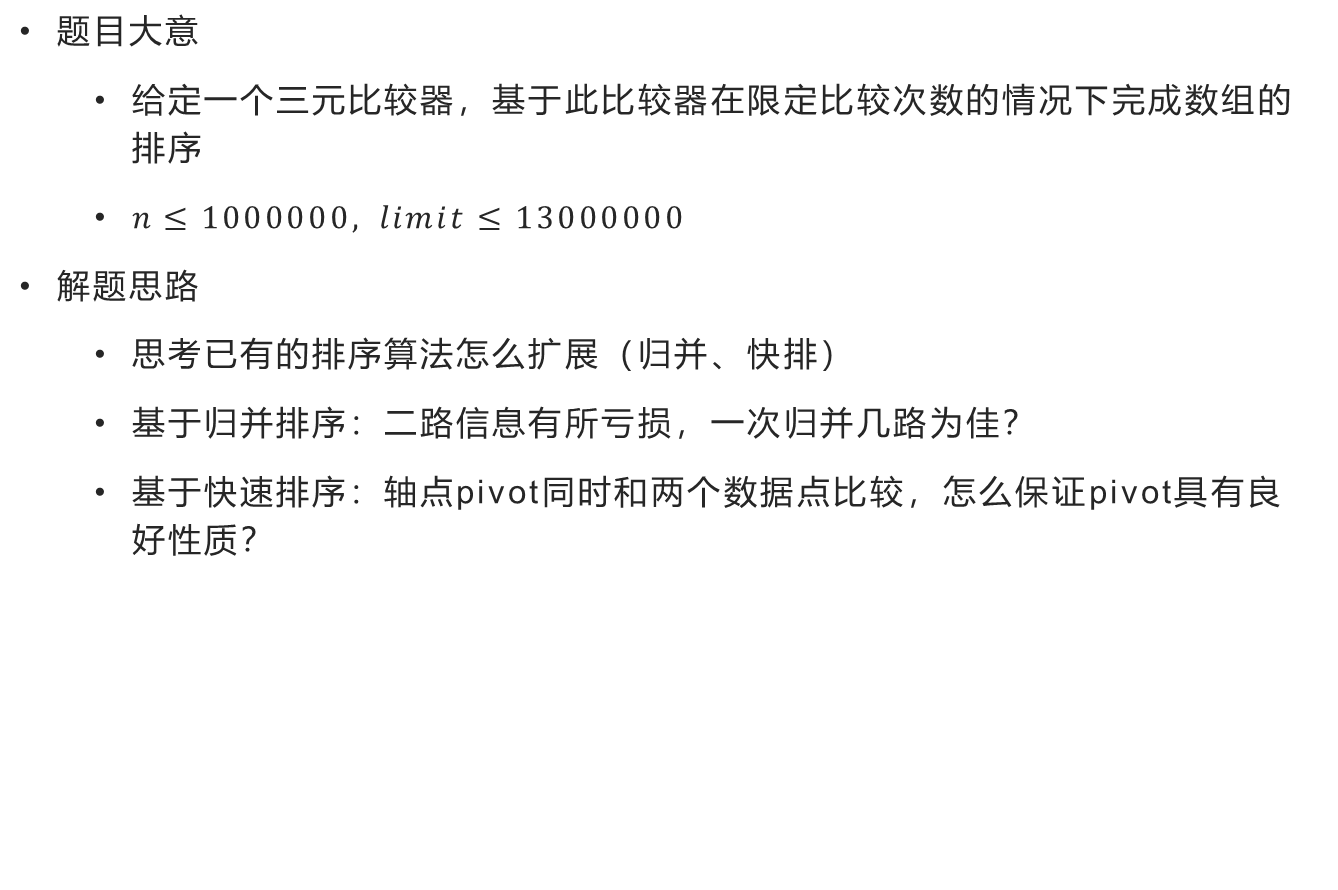 • 题目大意
• 给定一个三元比较器，基于此比较器在限定比较次数的情况下完成数组的
排序
• n ≤ 1000000, limit ≤ 13000000
• 解题思路
• 思考已有的排序算法怎么扩展（归并、快排）
• 基于归并排序：二路信息有所亏损，一次归并几路为佳？
• 基于快速排序：轴点pivot同时和两个数据点比较，怎么保证pivot具有良
好性质？